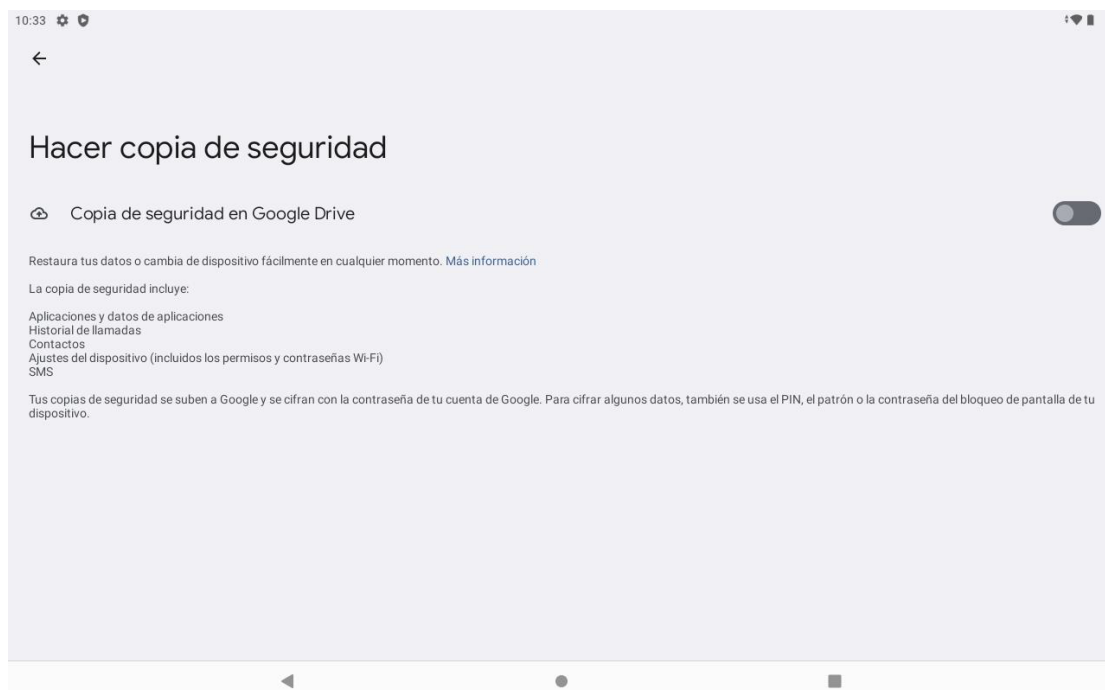 10:33
Hacer copia de seguridad
Copia de seguridad en Google Drive
Restaura tus datos o cambia de dispositivo fácilmente en cualquier momento. Más información
La copia de seguridad incluye:
Aplicaciones y datos de aplicaciones
Historial de llamadas
Contactos
Ajustes del dispositivo (incluidos los permisos y contraseñas Wi-Fi)
SMS
Tus copias de seguridad se suben a Google y se cifran con la contraseña de tu cuenta de Google. Para cifrar algunos datos, también se usa el PIN, el patrón o la contraseña del bloqueo de pantalla de tu
dispositivo.